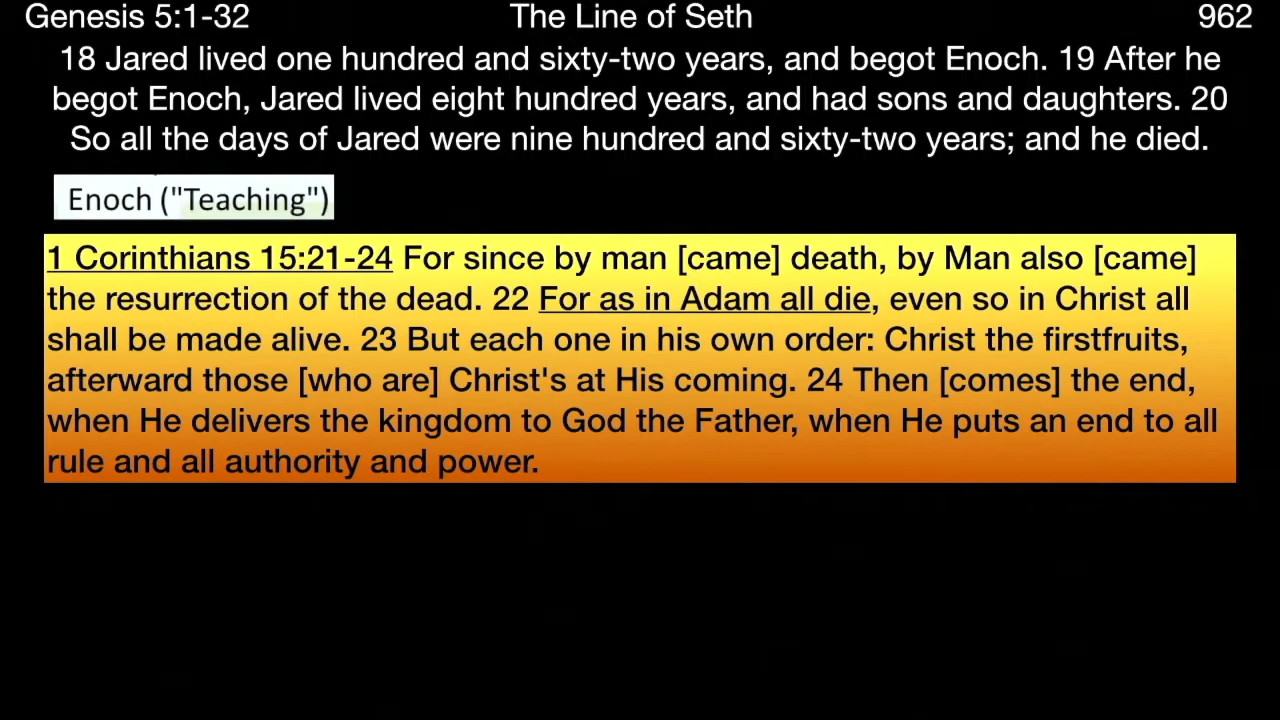 Genesis 5:1-32 The Line of Seth 962
18 Jared lived one hundred and sixty-two years, and begot Enoch. 19 After he
begot Enoch, Jared lived eight hundred years, and had sons and daughters. 20
So all the days of Jared were nine hundred and sixty-two years; and he died.
Enoch ("Teaching")
1 Corinthians 15:21-24 For since by man [came] death, by Man also [came]
the resurrection of the dead. 22 For as in Adam all die, even so in Christ all
shall be made alive. 23 But each one in his own order: Christ the firstfruits,
afterward those [who are] Christ's at His coming. 24 Then [comes] the end,
when He delivers the kingdom to God the Father, when He puts an end to all
rule and all authority and power.